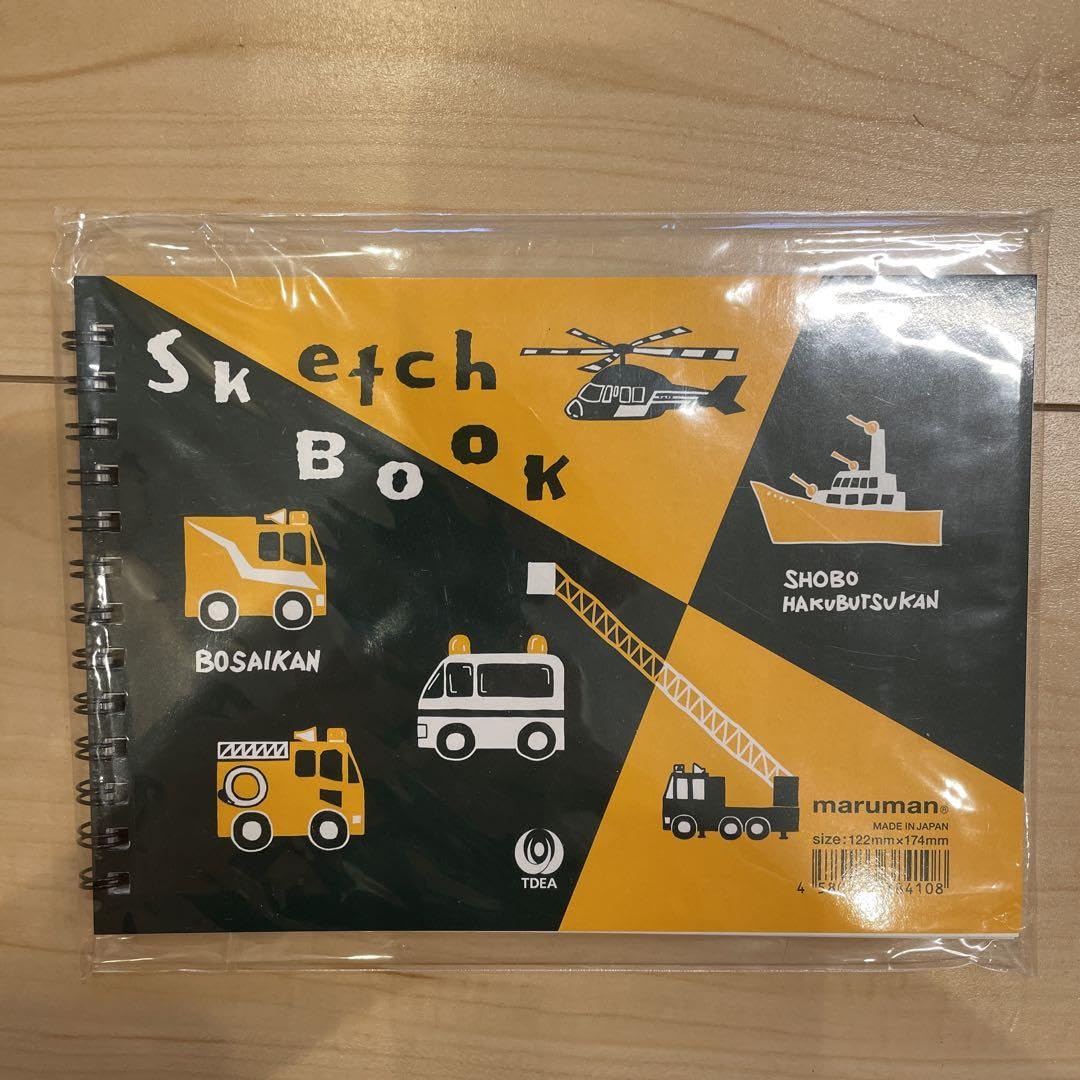 Sketch
BOOK
SHOBO
HAKUBUTSUKAN
BOSAIKAN
TDEA
maruman®
MADE IN JAPAN
size:122mm×174mm